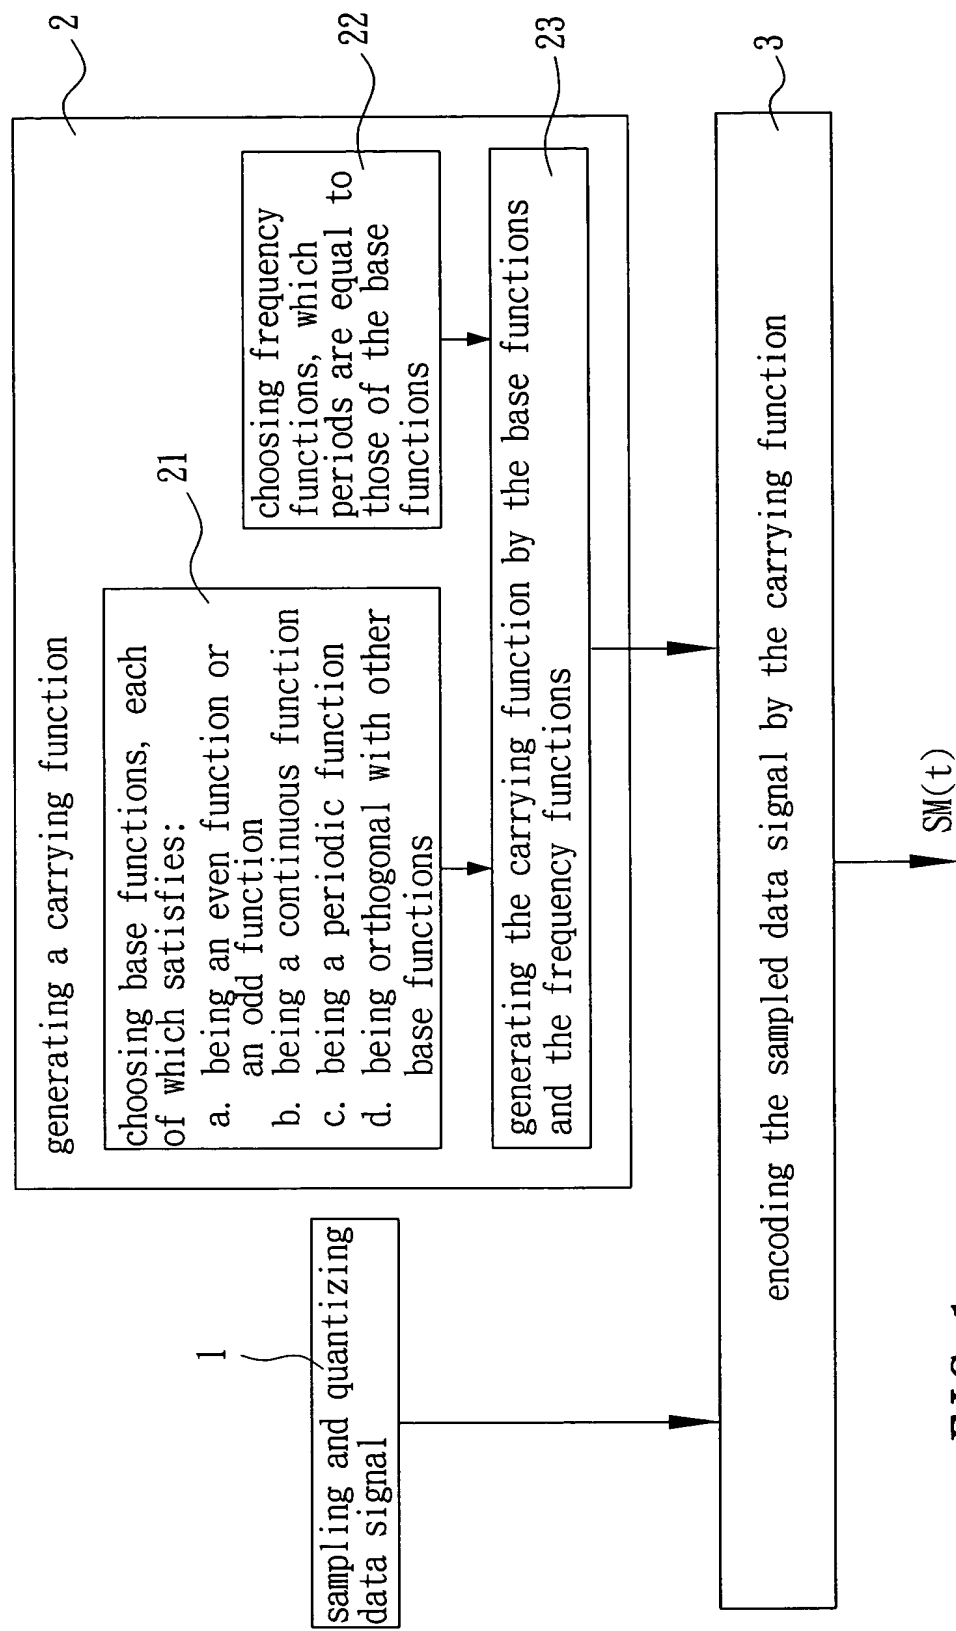 2
generating a carrying function
21
22
choosing base functions, each
of which satisfies:
a. being an even function or
an odd function
b. being a continuous function
c. being a periodic function
d. being orthogonal with other
base functions
choosing frequency
functions, which
periods are equal to
those of the base
functions
23
generating the carrying function by the base functions
and the frequency functions
1
sampling and quantizing
data signal
3
encoding the sampled data signal by the carrying function
SM(t)